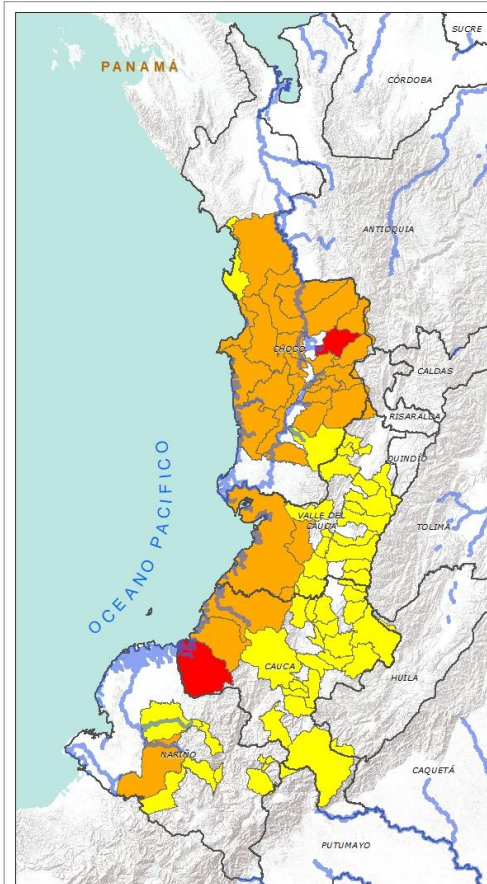 SUCRE
PANAMÁ
CÓRDOBA
ANTIOQUIA
CHOCO
CALDAS
RISARALDA
QUINDIO
OCEANO PACIFICO
VALLE DEL
CAUCA
TOLIMA
CAUCA
HUILA
NARIÑO
CAQUETÁ
PUTUMAYO